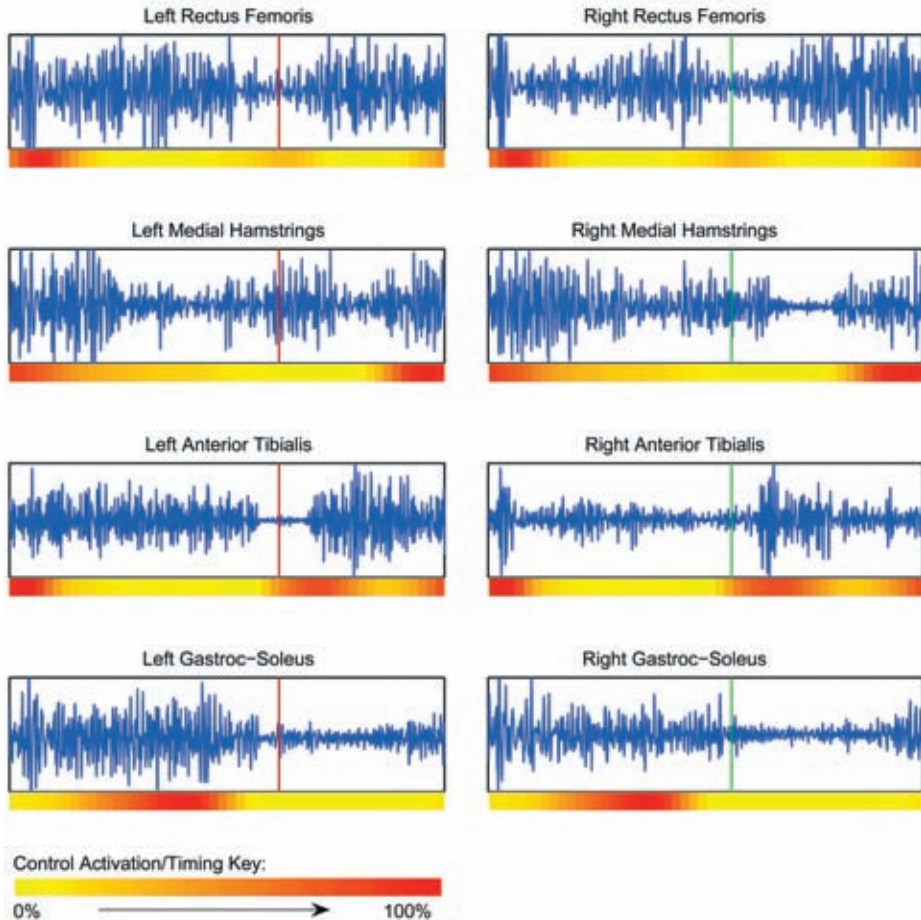 Left Rectus Femoris
Right Rectus Femoris
Left Medial Hamstrings
Right Medial Hamstrings
Left Anterior Tibialis
Right Anterior Tibialis
Left Gastroc-Soleus
Right Gastroc-Soleus
Control Activation/Timing Key:
0% 100%